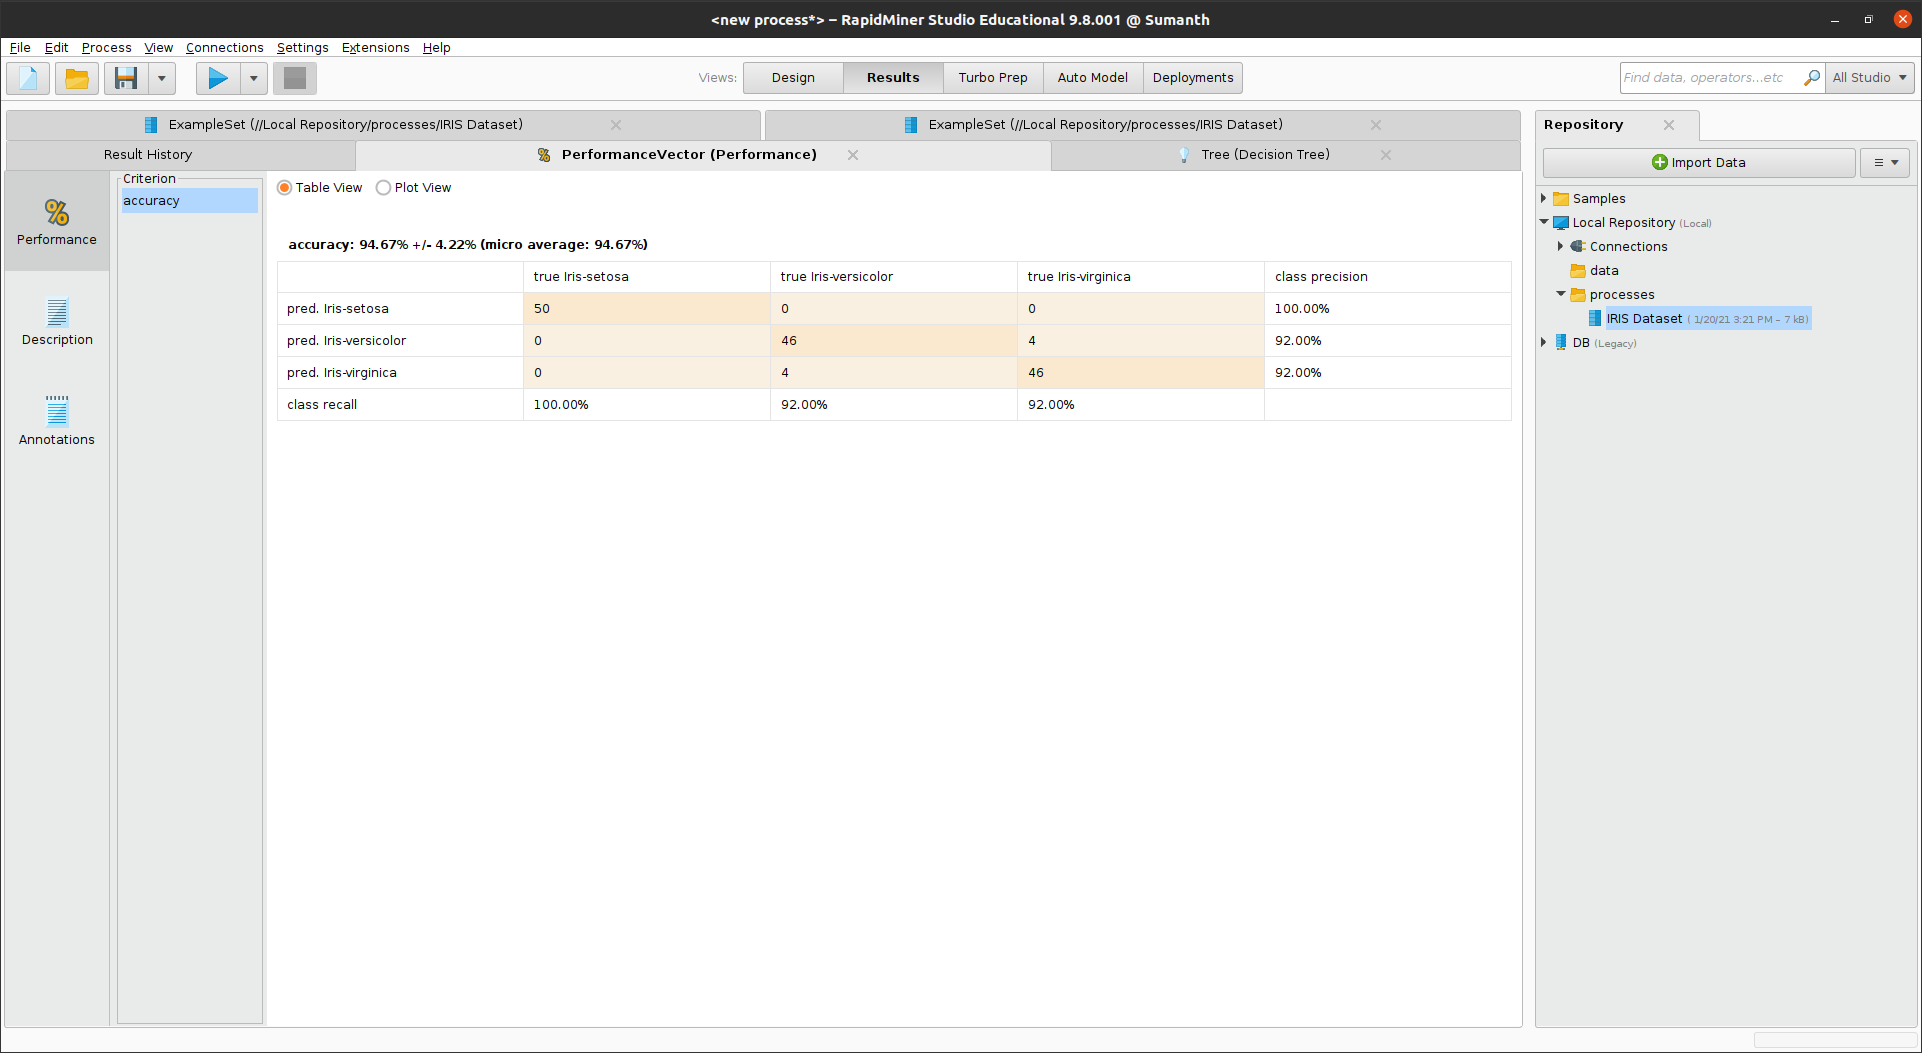 <new process*> – RapidMiner Studio Educational 9.8.001 @ Sumanth
File Edit Process View Connections Settings Extensions Help
Views: Design Results Turbo Prep Auto Model Deployments Find data, operators...etc All Studio
ExampleSet (//Local Repository/processes/IRIS Dataset) ExampleSet (//Local Repository/processes/IRIS Dataset)
Result History PerformanceVector (Performance) Tree (Decision Tree)
Performance
Description
Annotations
Criterion
accuracy
Table View Plot View
accuracy: 94.67% +/- 4.22% (micro average: 94.67%)
true Iris-setosa true Iris-versicolor true Iris-virginica class precision
pred. Iris-setosa 50 0 0 100.00%
pred. Iris-versicolor 0 46 4 92.00%
pred. Iris-virginica 0 4 46 92.00%
class recall 100.00% 92.00% 92.00%
Repository
Import Data
Samples
Local Repository (Local)
Connections
data
processes
IRIS Dataset ( 1/20/21 3:21 PM – 7 kB)
DB (Legacy)